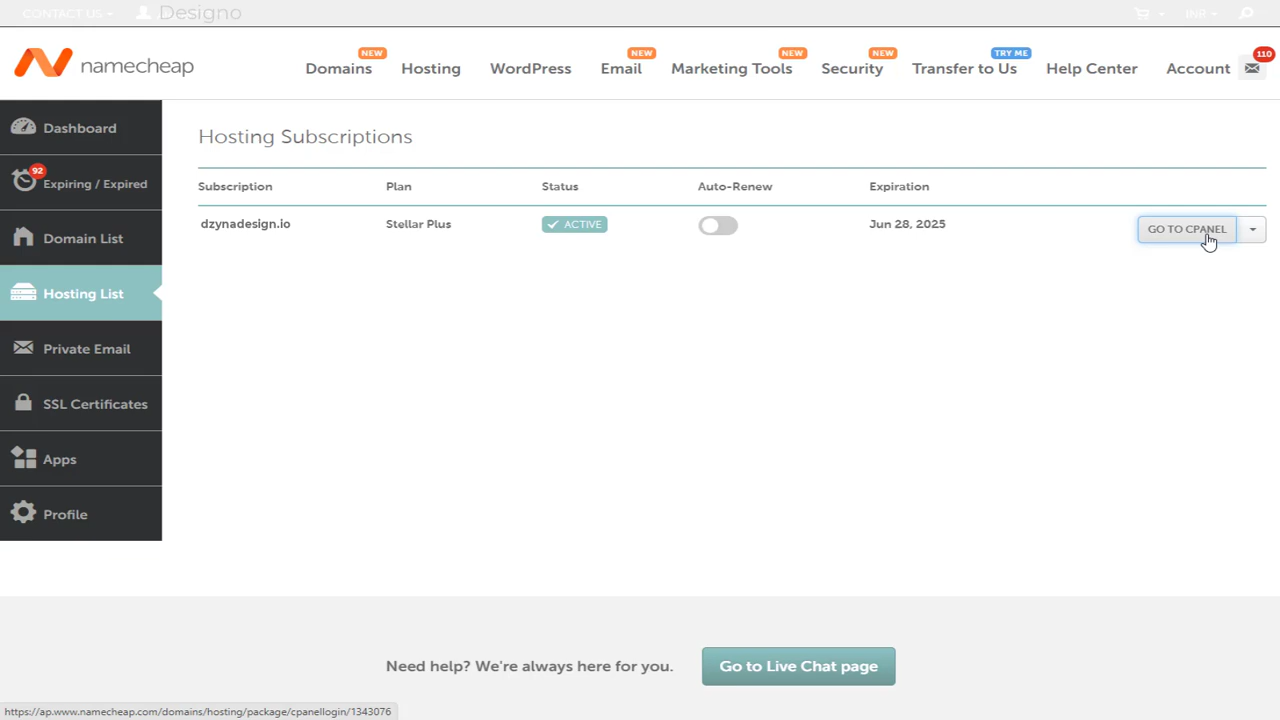 CONTACT US
Designo
INR
namecheap
NEW
Domains
Hosting
WordPress
NEW
Email
NEW
Marketing Tools
NEW
Security
TRY ME
Transfer to Us
Help Center
Account
110
Dashboard
92
Expiring / Expired
Domain List
Hosting List
Private Email
SSL Certificates
Apps
Profile
Hosting Subscriptions
Subscription Plan Status Auto-Renew Expiration
dzynadesign.io Stellar Plus ACTIVE Jun 28, 2025 GO TO CPANEL
Need help? We're always here for you. Go to Live Chat page
https://ap.www.namecheap.com/domains/hosting/package/cpanellogin/1343076